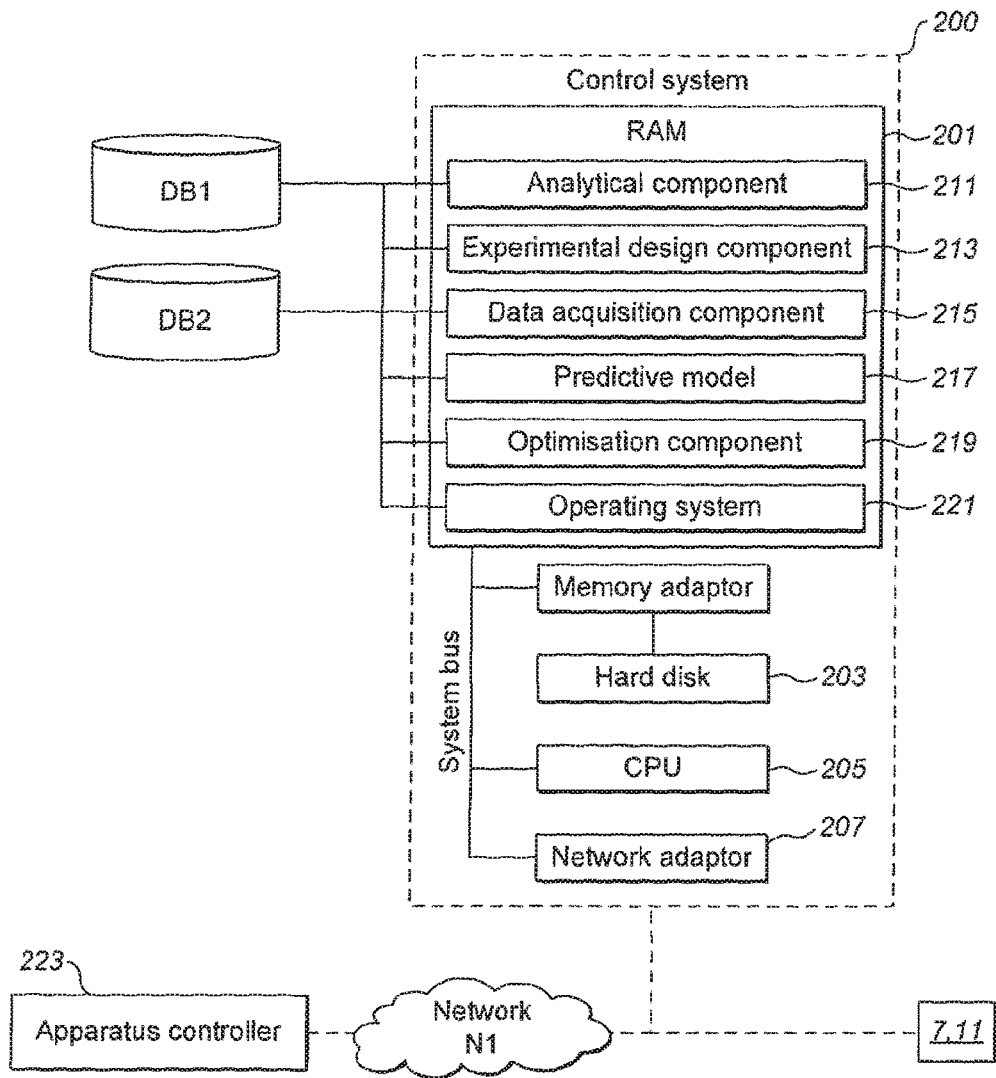 200
Control system
RAM
201
DB1
Analytical component
211
Experimental design component
213
DB2
Data acquisition component
215
Predictive model
217
Optimisation component
219
Operating system
221
System bus
Memory adaptor
Hard disk
203
CPU
205
207
Network adaptor
223
Apparatus controller
Network
N1
7,11